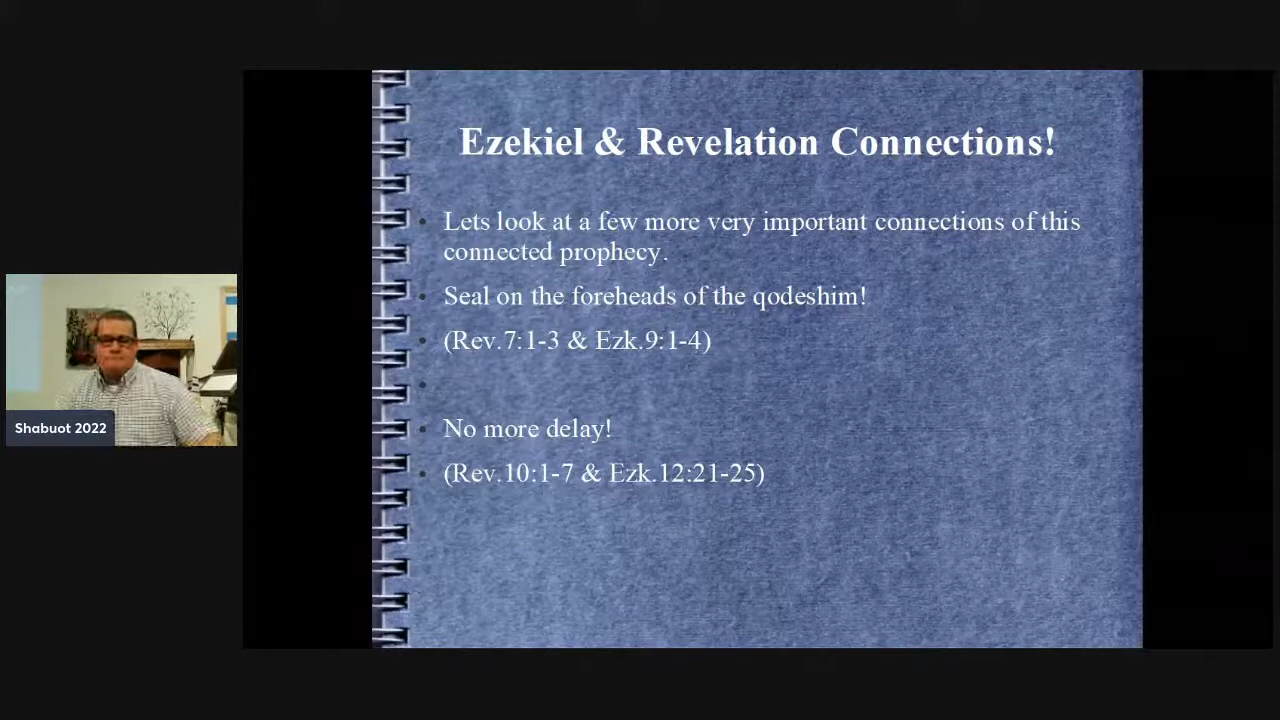 Ezekiel & Revelation Connections!
Lets look at a few more very important connections of this
connected prophecy.
Seal on the foreheads of the qodeshim!
(Rev.7:1-3 & Ezk.9:1-4)
No more delay!
(Rev.10:1-7 & Ezk.12:21-25)
Shabuot 2022